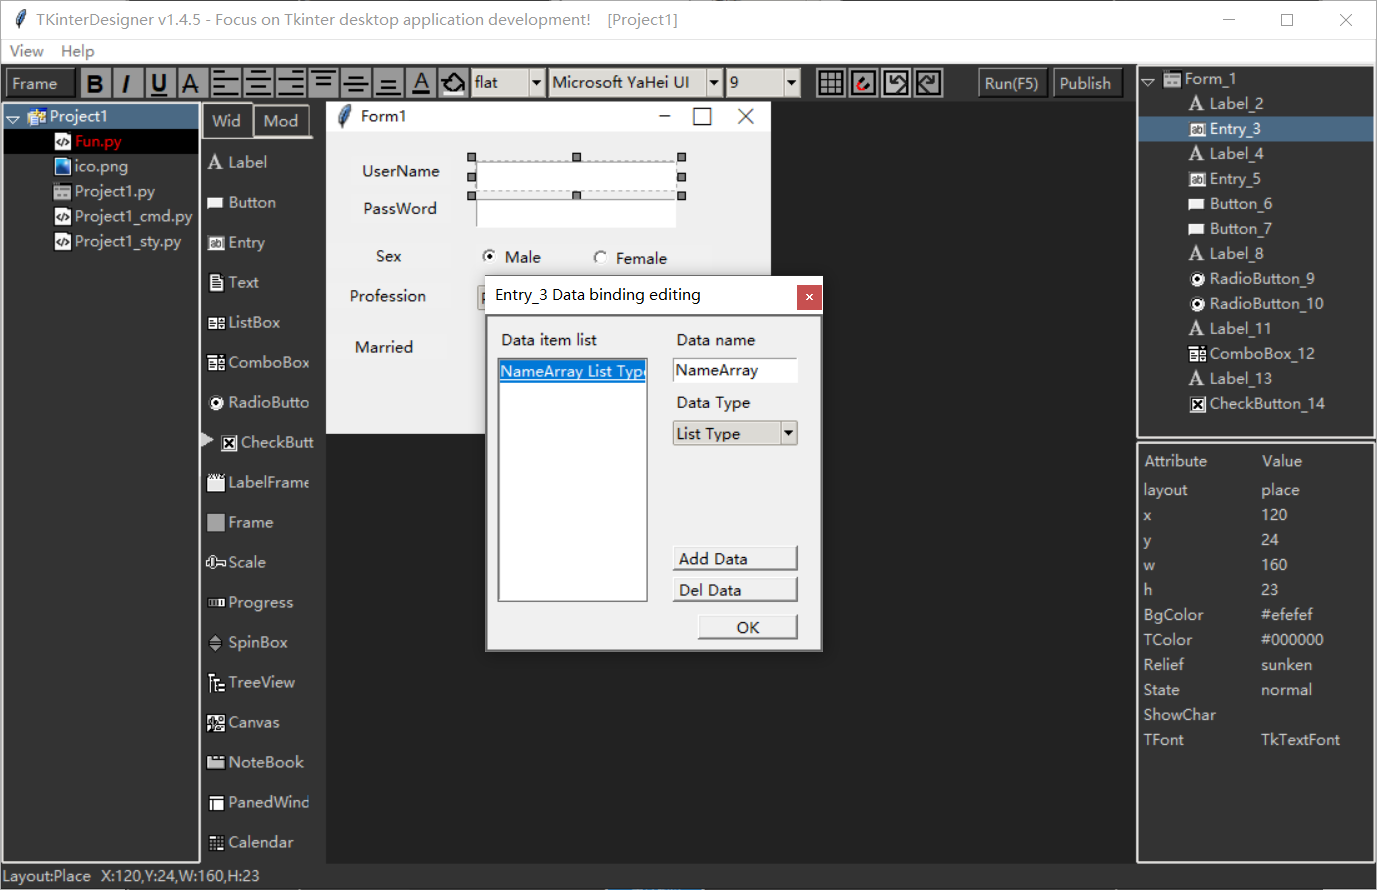 TKinterDesigner v1.4.5 - Focus on Tkinter desktop application development! [Project1]
View Help
Frame B I U A A flat Microsoft YaHei UI 9 Run(F5) Publish
Project1
Fun.py
ico.png
Project1.py
Project1_cmd.py
Project1_sty.py
Wid Mod
Label
Button
Entry
Text
ListBox
ComboBox
RadioButto
CheckButt
LabelFrame
Frame
Scale
Progress
SpinBox
TreeView
Canvas
NoteBook
PanedWind
Calendar
Form1
UserName
PassWord
Sex Male Female
Profession
Married
Entry_3 Data binding editing
Data item list
NameArray List Type
Data name
NameArray
Data Type
List Type
Add Data
Del Data
OK
Form_1
Label_2
Entry_3
Label_4
Entry_5
Button_6
Button_7
Label_8
RadioButton_9
RadioButton_10
Label_11
ComboBox_12
Label_13
CheckButton_14
Attribute Value
layout place
x 120
y 24
w 160
h 23
BgColor #efefef
TColor #000000
Relief sunken
State normal
ShowChar
TFont TkTextFont
Layout:Place X:120,Y:24,W:160,H:23